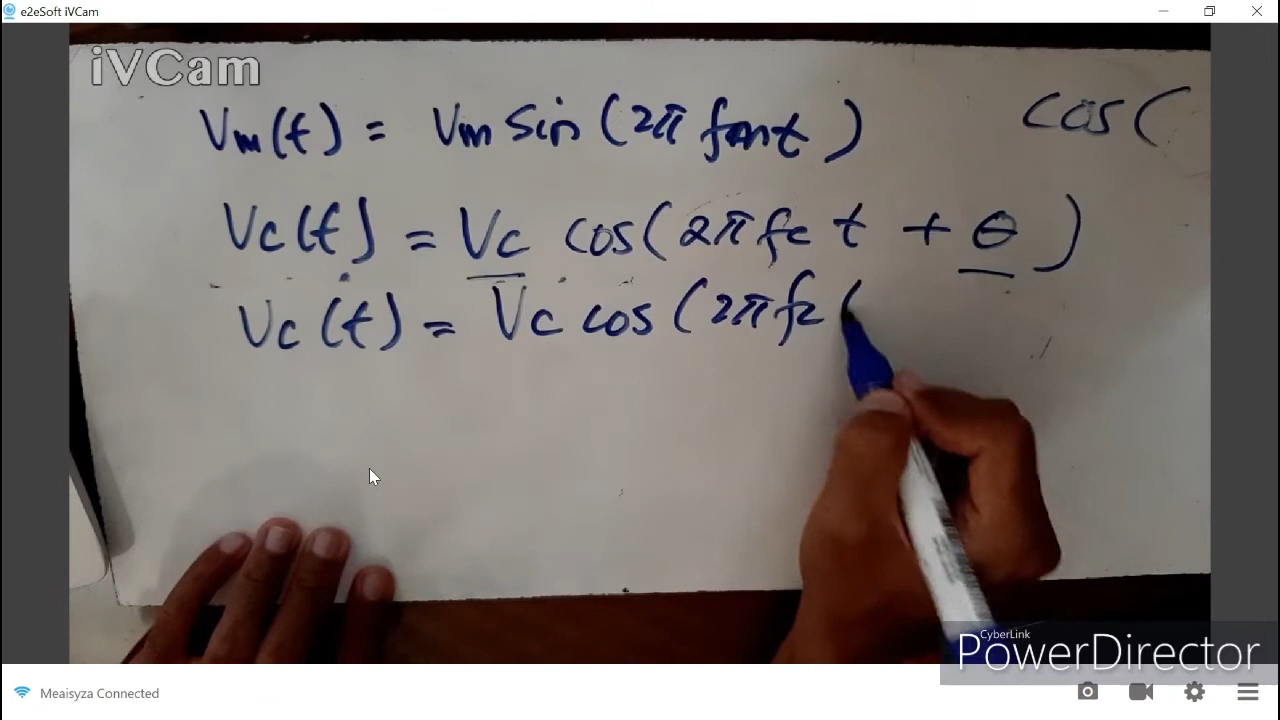 e2eSoft iVCam
iVCam
Vm(t) = Vm Sin (2π fmt)
cos(
Vc(t) = Vc cos(2π fc t + θ)
Vc (t) = Vc cos (2π fc (
CyberLink
PowerDirector
Meaisyza Connected